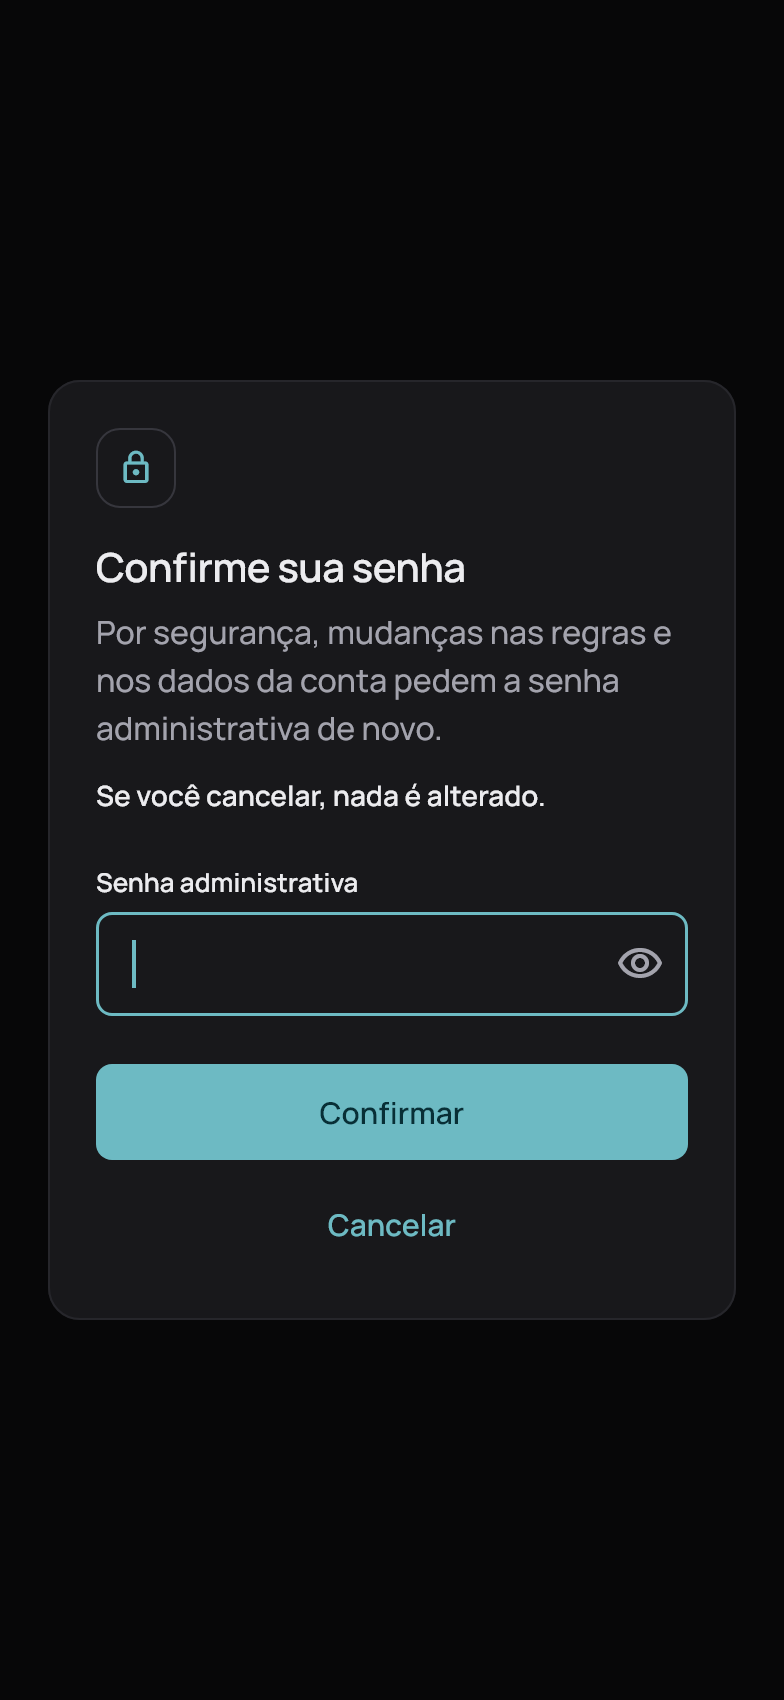 Confirme sua senha
Por segurança, mudanças nas regras e
nos dados da conta pedem a senha
administrativa de novo.
Se você cancelar, nada é alterado.
Senha administrativa
Confirmar
Cancelar